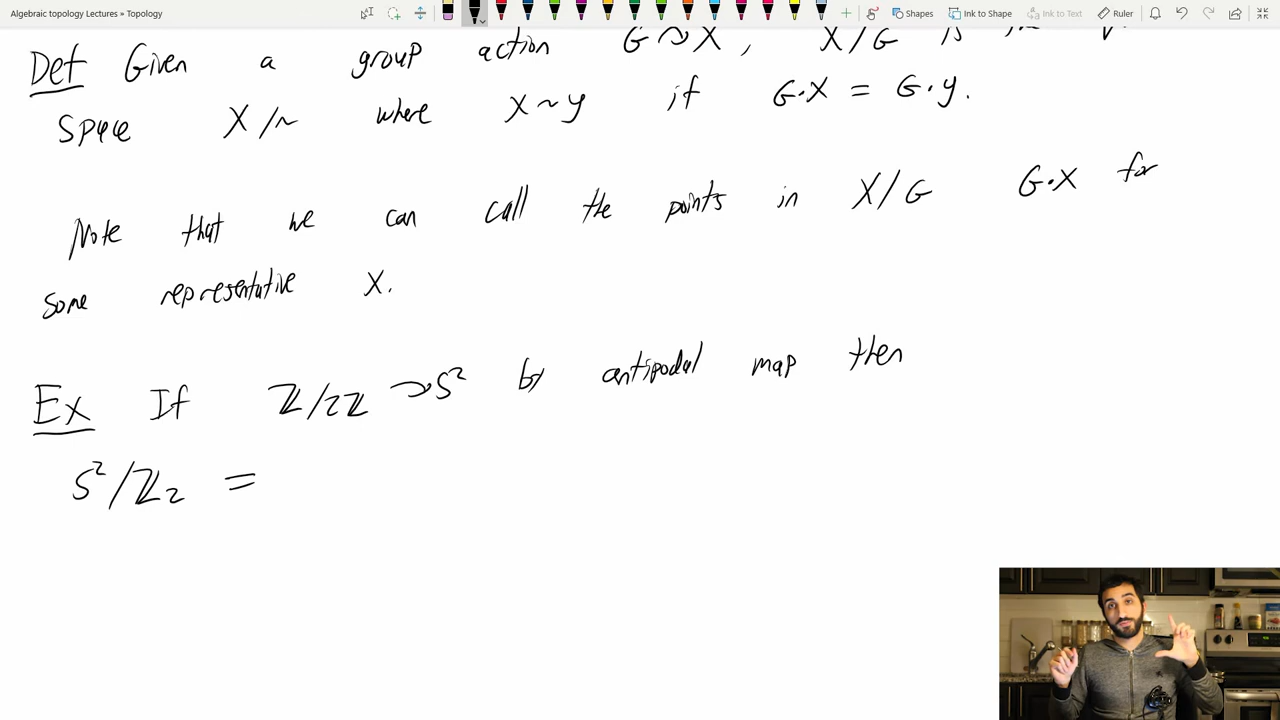 Algebraic topology Lectures » Topology
Shapes Ink to Shape Ink to Text Ruler
Def Given a group action G ↷ X, X/G is
Space X/~ where x~y if G·x = G·y.
Note that we can call the points in X/G G·x for
some representative x.
Ex If ℤ/2ℤ ↷ S² by antipodal map then
S²/ℤ₂ =